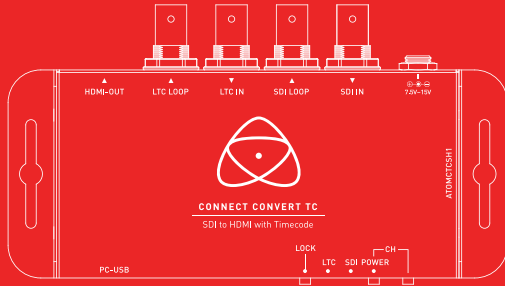 HDMI-OUT LTC LOOP LTC IN SDI LOOP SDI IN 7.5V~15V
ATOMCTCSH1
CONNECT CONVERT TC
SDI to HDMI with Timecode
LOCK CH
LTC SDI POWER
PC-USB